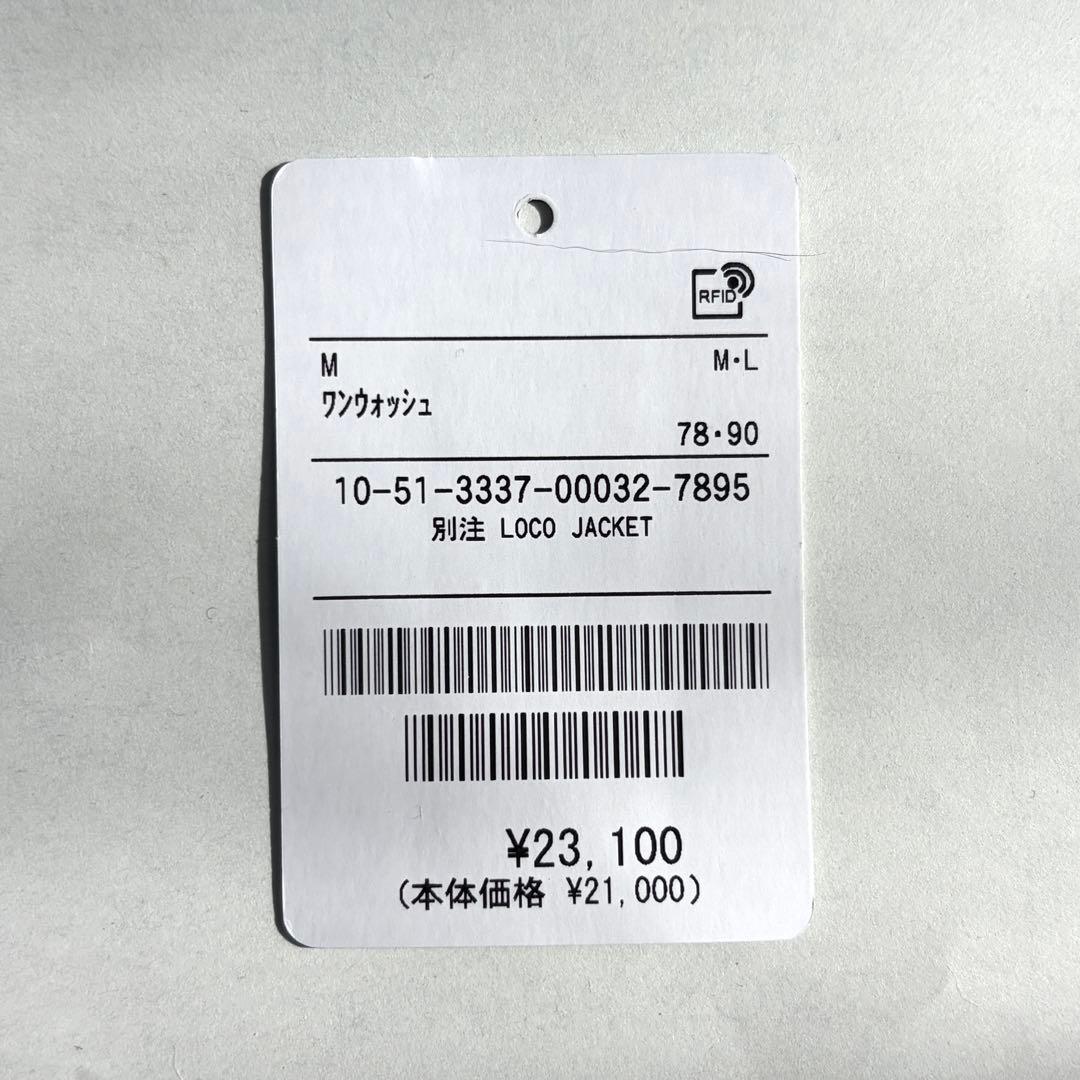 RFID
M M・L
ﾜﾝｳｫｯｼｭ
78・90
10-51-3337-00032-7895
別注 LOCO JACKET
¥23,100
(本体価格 ¥21,000)